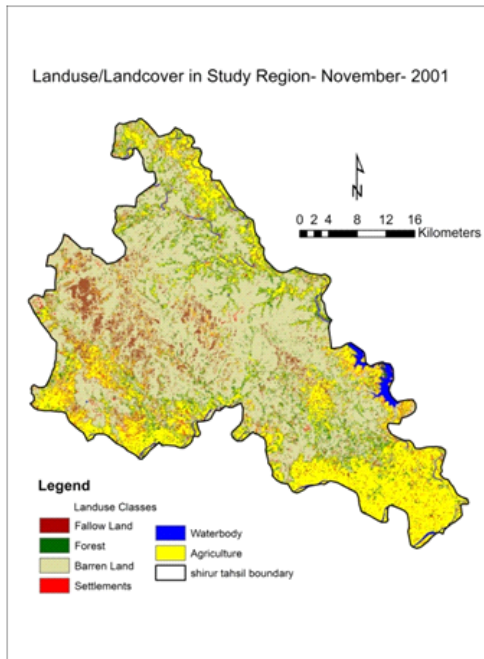 Landuse/Landcover in Study Region- November- 2001
N
0 2 4 8 12 16
Kilometers
Legend
Landuse Classes
Fallow Land
Forest
Barren Land
Settlements
Waterbody
Agriculture
shirur tahsil boundary